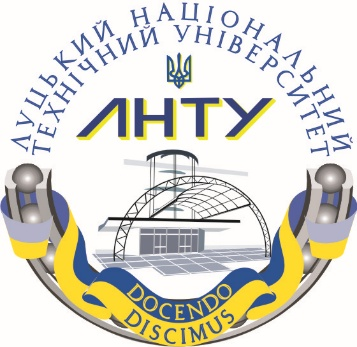 ЛУЦЬКИЙ НАЦІОНАЛЬНИЙ
ТЕХНІЧНИЙ УНІВЕРСИТЕТ
ЛНТУ
DOCENDO
DISCIMUS